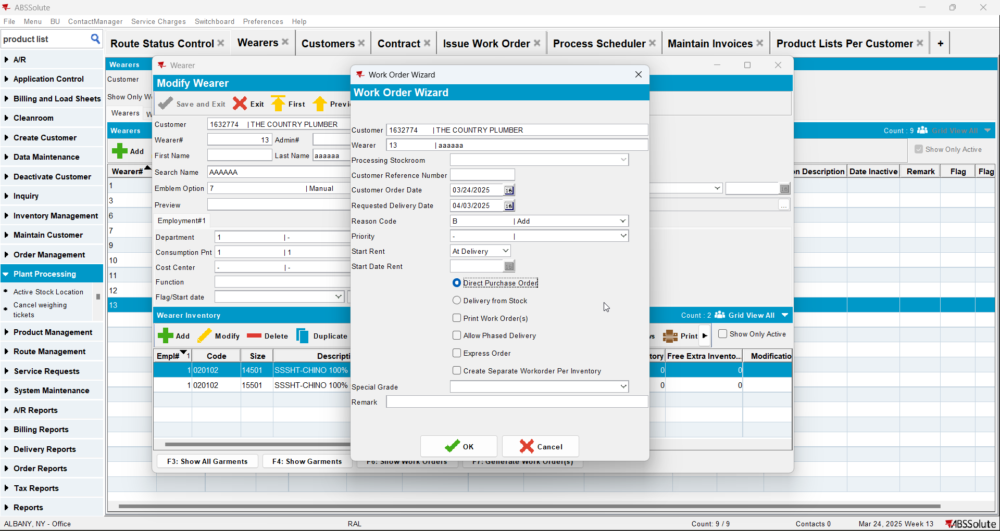 ABSSolute
File Menu BU ContactManager Service Charges Switchboard Preferences Help
product list
Route Status Control Wearers Customers Contract Issue Work Order Process Scheduler Maintain Invoices Product Lists Per Customer +
A/R
Application Control
Billing and Load Sheets
Cleanroom
Create Customer
Data Maintenance
Deactivate Customer
Inquiry
Inventory Management
Maintain Customer
Order Management
Plant Processing
Active Stock Location
Cancel weighing
tickets
Product Management
Route Management
Service Requests
System Maintenance
A/R Reports
Billing Reports
Delivery Reports
Order Reports
Tax Reports
Reports
Wearers
Customer
Show Only W
Wearers W
Wearers
Count : 9 Grid View All
Add
Show Only Active
Wearer# on Description Date Inactive Remark Flag Flag
1
3
6
7
9
10
11
12
13
Wearer
Modify Wearer
Save and Exit Exit First Previ
Customer 1632774 | THE COUNTRY PLUMBER
Wearer# 13 Admin#
First Name Last Name aaaaaa
Search Name AAAAAA
Emblem Option 7 | Manual 15
Preview ...
Employment#1
Department 1 | -
Consumption Pnt 1 | 1
Cost Center - | -
Function
Flag/Start date
Wearer Inventory Count : 2 Grid View All
Add Modify Delete Duplicate vs Print Show Only Active
Empl# 1 Code Size Descripti tory Free Extra Invento... Modificatio
1 020102 14501 SSSHT-CHINO 100% 0 0
1 020102 15501 SSSHT-CHINO 100% 0 0
F3: Show All Garments F4: Show Garments F6: Show Work Orders F7: Generate Work Order(s)
Work Order Wizard
Work Order Wizard
Customer 1632774 | THE COUNTRY PLUMBER
Wearer 13 | aaaaaa
Processing Stockroom
Customer Reference Number
Customer Order Date 03/24/2025 15
Requested Delivery Date 04/03/2025 15
Reason Code B | Add
Priority - |
Start Rent At Delivery
Start Date Rent 15
Direct Purchase Order
Delivery from Stock
Print Work Order(s)
Allow Phased Delivery
Express Order
Create Separate Workorder Per Inventory
Special Grade
Remark
OK Cancel
ALBANY, NY - Office RAL Count: 9 / 9 Contacts 0 Mar 24, 2025 Week 13 ABSSolute